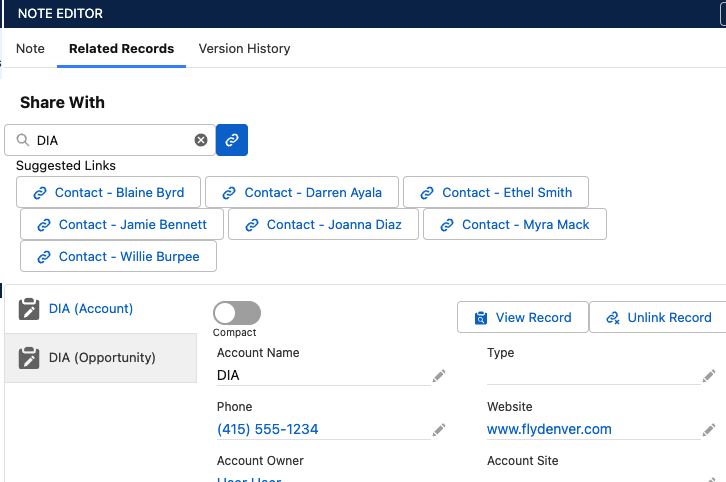 NOTE EDITOR
Note Related Records Version History
Share With
DIA
Suggested Links
Contact - Blaine Byrd Contact - Darren Ayala Contact - Ethel Smith
Contact - Jamie Bennett Contact - Joanna Diaz Contact - Myra Mack
Contact - Willie Burpee
DIA (Account)
DIA (Opportunity)
Compact
View Record Unlink Record
Account Name Type
DIA
Phone Website
(415) 555-1234 www.flydenver.com
Account Owner Account Site
User User